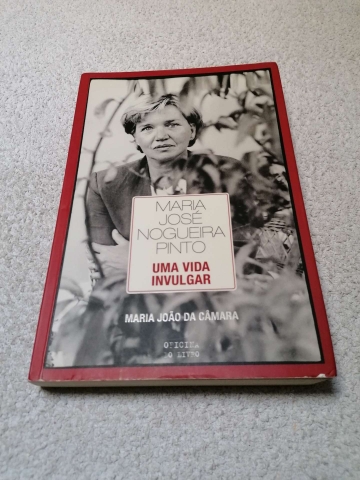 MARIA
JOSÉ
NOGUEIRA
PINTO
UMA VIDA
INVULGAR
MARIA JOÃO DA CÂMARA
OFICINA
DO LIVRO